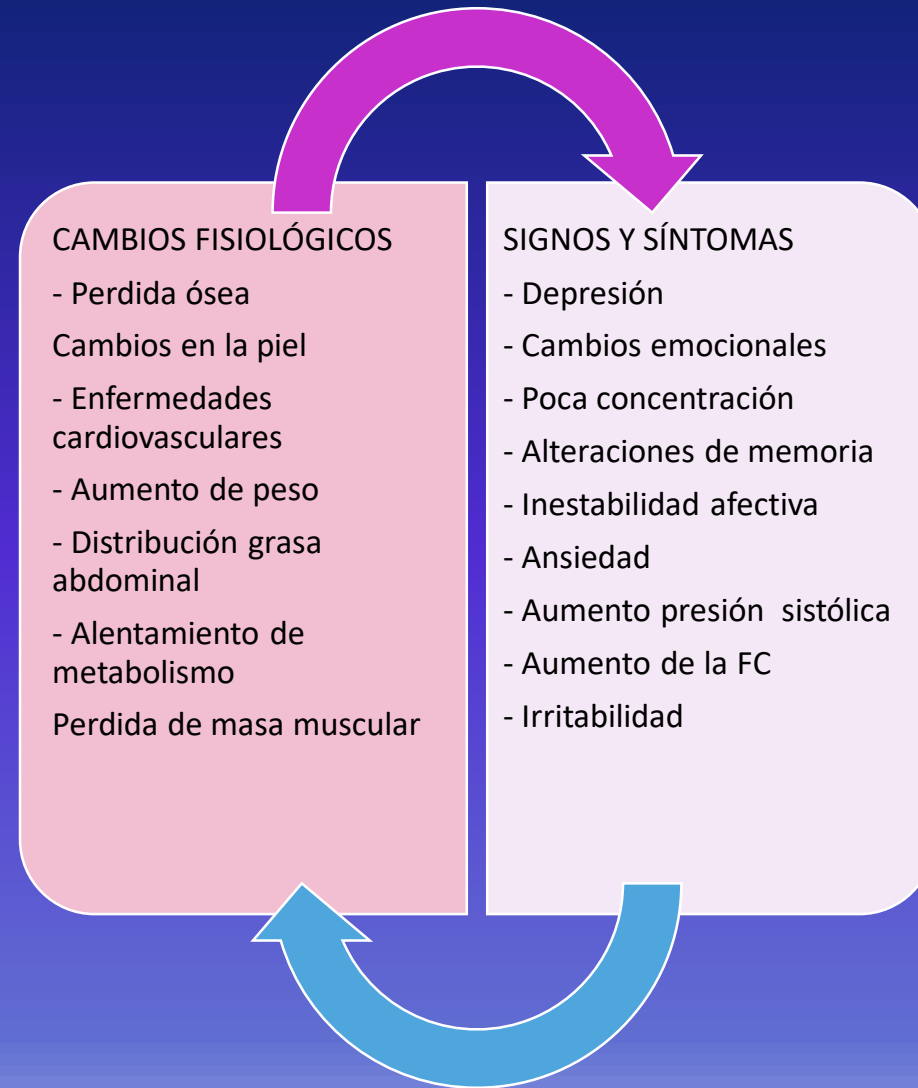 CAMBIOS FISIOLÓGICOS
- Perdida ósea
Cambios en la piel
- Enfermedades
cardiovasculares
- Aumento de peso
- Distribución grasa
abdominal
- Alentamiento de
metabolismo
Perdida de masa muscular
SIGNOS Y SÍNTOMAS
- Depresión
- Cambios emocionales
- Poca concentración
- Alteraciones de memoria
- Inestabilidad afectiva
- Ansiedad
- Aumento presión  sistólica
- Aumento de la FC
- Irritabilidad